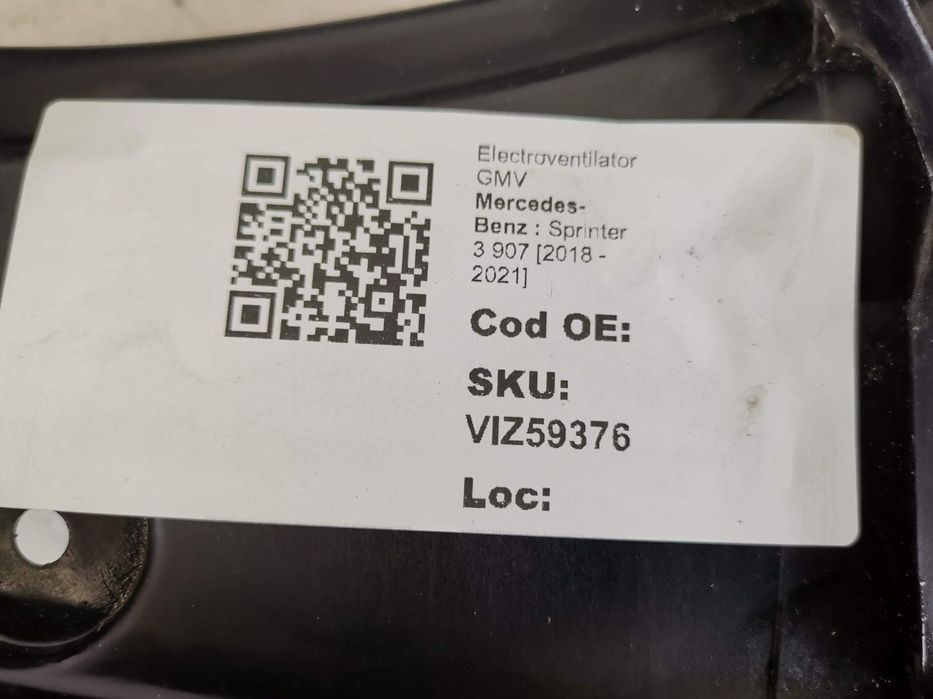 Electroventilator
GMV
Mercedes-
Benz : Sprinter
3 907 [2018 -
2021]
Cod OE:
SKU:
VIZ59376
Loc: